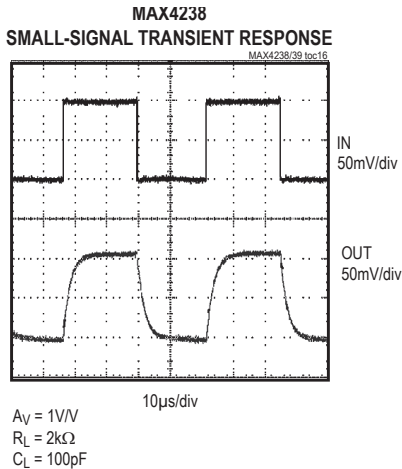 MAX4238
SMALL-SIGNAL TRANSIENT RESPONSE
MAX4238/39 toc16
IN
50mV/div
OUT
50mV/div
10µs/div
AV = 1V/V
RL = 2kΩ
CL = 100pF